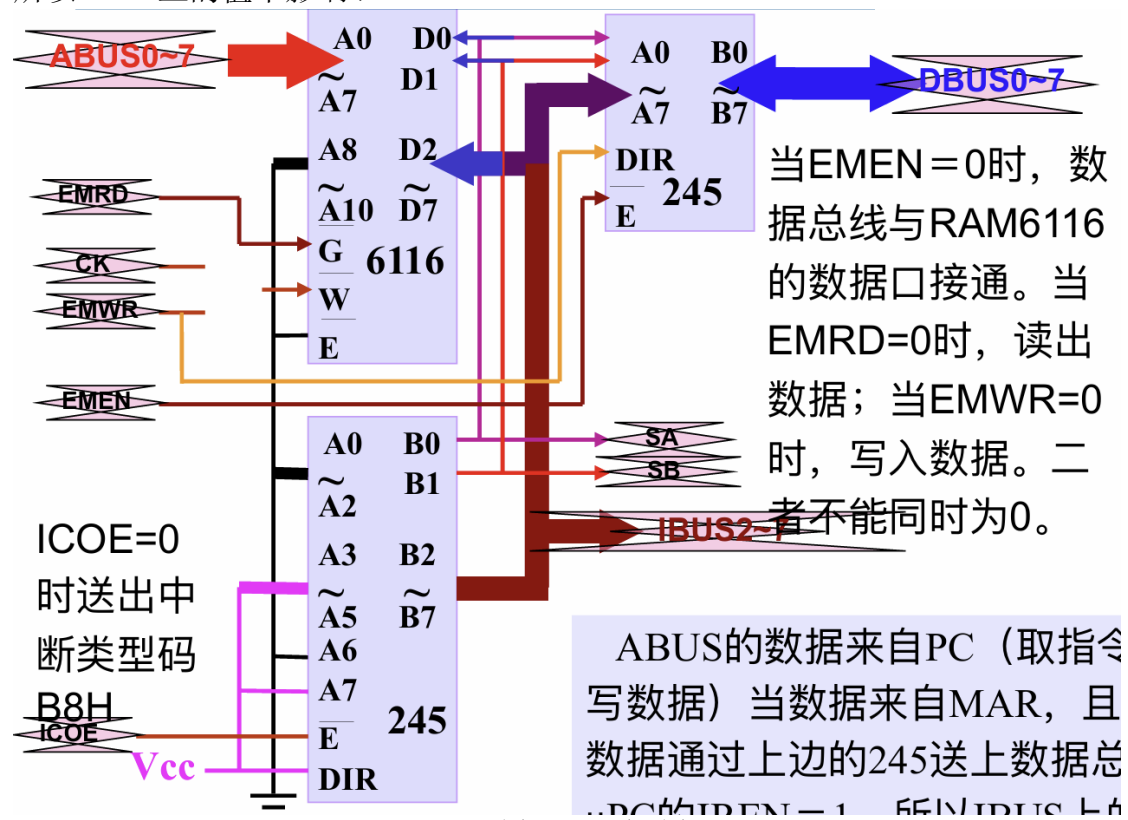 ABUS0~7
A0 D0
~ D1
A7
A8 D2
~ ~
A10 D7
G
6116
W
E
A0 B0
~ ~
A7 B7
DIR
245
E
DBUS0~7
EMRD
CK
EMWR
EMEN
当EMEN＝0时，数
据总线与RAM6116
的数据口接通。当
EMRD=0时，读出
数据；当EMWR=0
时，写入数据。二
者不能同时为0。
A0 B0
~ B1
A2
A3 B2
~ ~
A5 B7
A6
A7
245
E
DIR
SA
SB
IBUS2~7
ICOE=0
时送出中
断类型码
B8H
ICOE
Vcc
ABUS的数据来自PC（取指令
写数据）当数据来自MAR，且
数据通过上边的245送上数据总